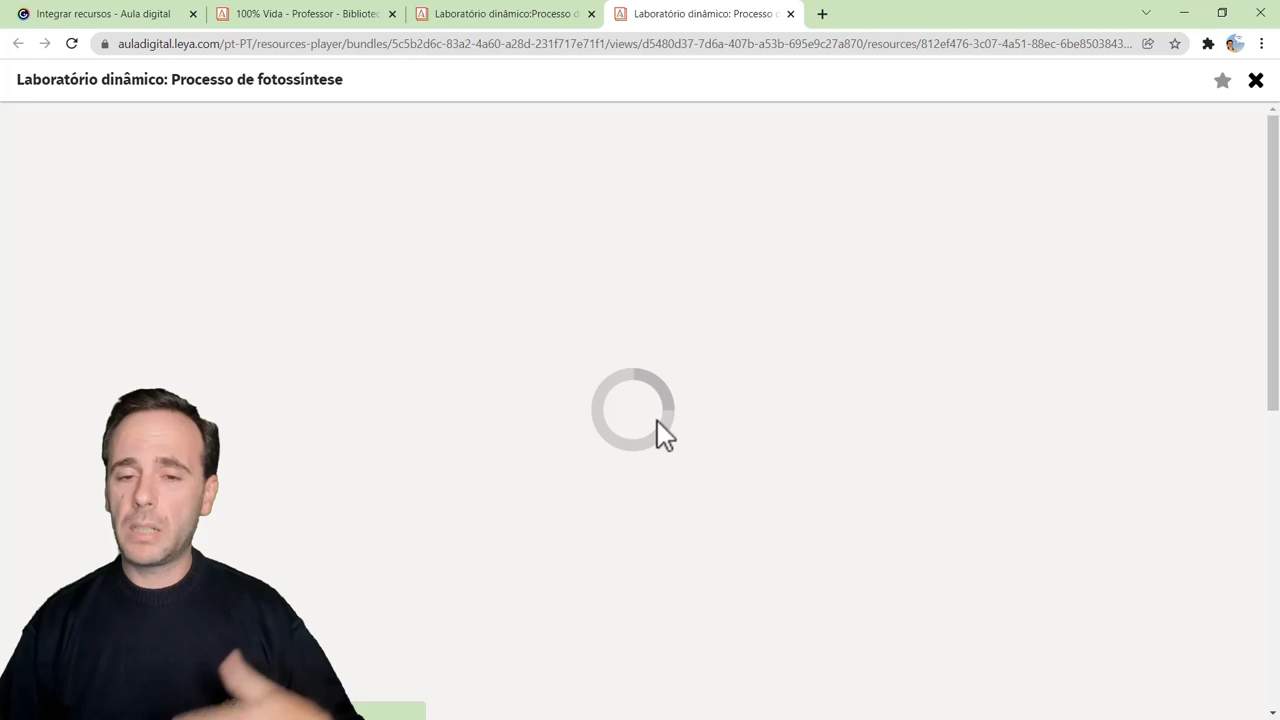 Integrar recursos - Aula digital
100% Vida - Professor - Bibliotec
Laboratório dinâmico:Processo d
Laboratório dinâmico: Processo d
auladigital.leya.com/pt-PT/resources-player/bundles/5c5b2d6c-83a2-4a60-a28d-231f717e71f1/views/d5480d37-7d6a-407b-a53b-695e9c27a870/resources/812ef476-3c07-4a51-88ec-6be8503843...
Laboratório dinâmico: Processo de fotossíntese